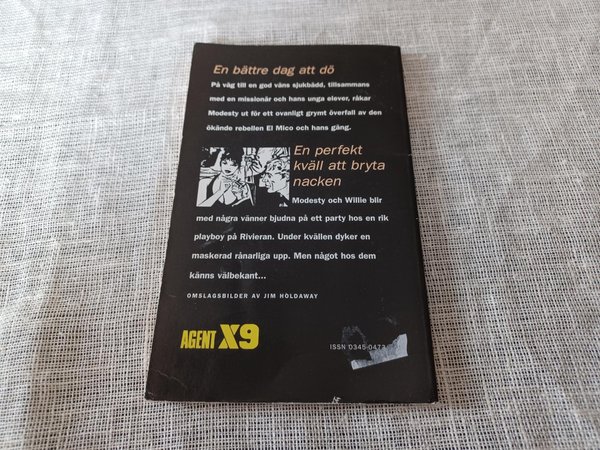 En bättre dag att dö
På väg till en god väns sjukbädd, tillsammans
med en missionär och hans unga elever, råkar
Modesty ut för ett ovanligt grymt överfall av den
ökände rebellen El Mico och hans gäng.
En perfekt
kväll att bryta
nacken
Modesty och Willie blir
med några vänner bjudna på ett party hos en rik
playboy på Rivieran. Under kvällen dyker en
maskerad rånarliga upp. Men något hos dem
känns välbekant...
OMSLAGSBILDER AV JIM HOLDAWAY
AGENT X9
ISSN 0345-0473